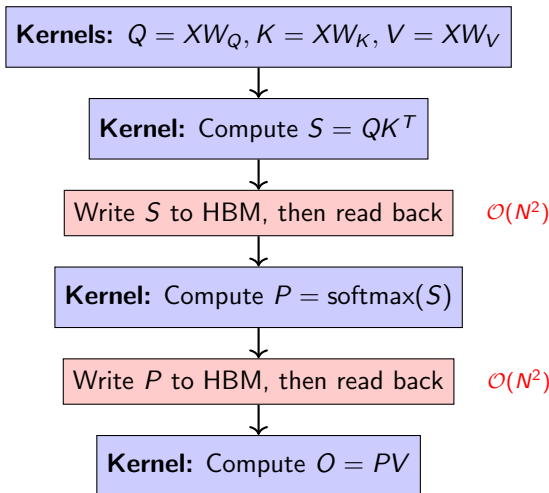 Kernels: Q = XW_Q, K = XW_K, V = XW_V
Kernel: Compute S = QK^T
Write S to HBM, then read back O(N^2)
Kernel: Compute P = softmax(S)
Write P to HBM, then read back O(N^2)
Kernel: Compute O = PV